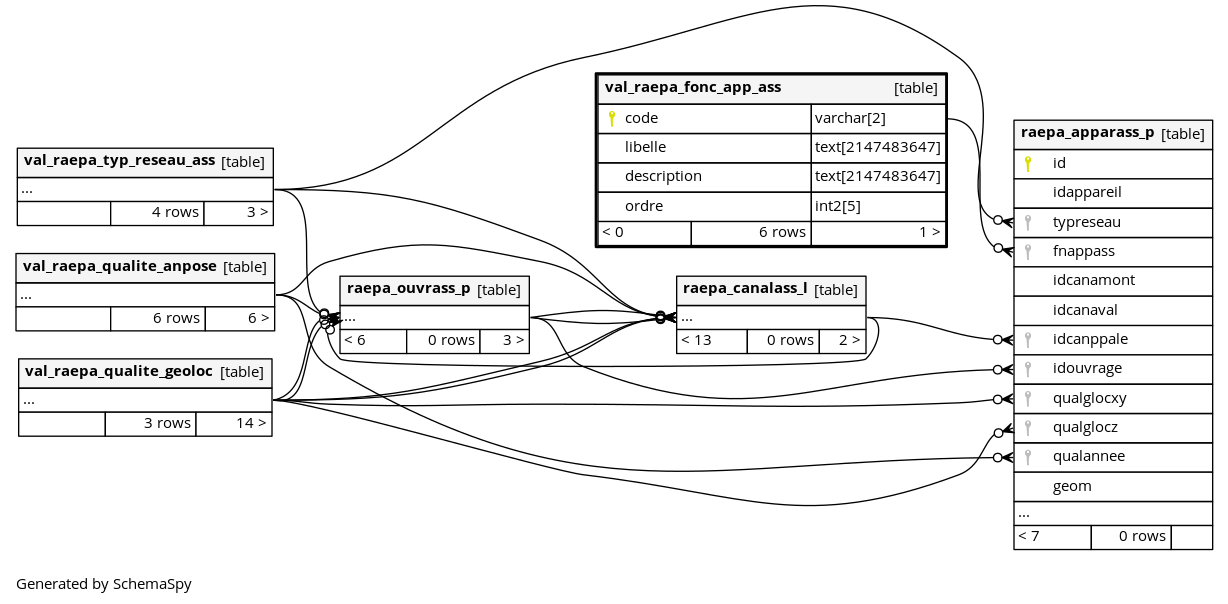 val_raepa_fonc_app_ass [table]
code varchar[2]
libelle text[2147483647]
description text[2147483647]
ordre int2[5]
< 0 6 rows 1 >
raepa_apparass_p [table]
id
idappareil
typreseau
fnappass
idcanamont
idcanaval
idcanppale
idouvrage
qualglocxy
qualglocz
qualannee
geom
...
< 7 0 rows
val_raepa_typ_reseau_ass [table]
...
4 rows 3 >
val_raepa_qualite_anpose [table]
...
6 rows 6 >
raepa_ouvrass_p [table]
...
< 6 0 rows 3 >
raepa_canalass_l [table]
...
< 13 0 rows 2 >
val_raepa_qualite_geoloc [table]
...
3 rows 14 >
Generated by SchemaSpy